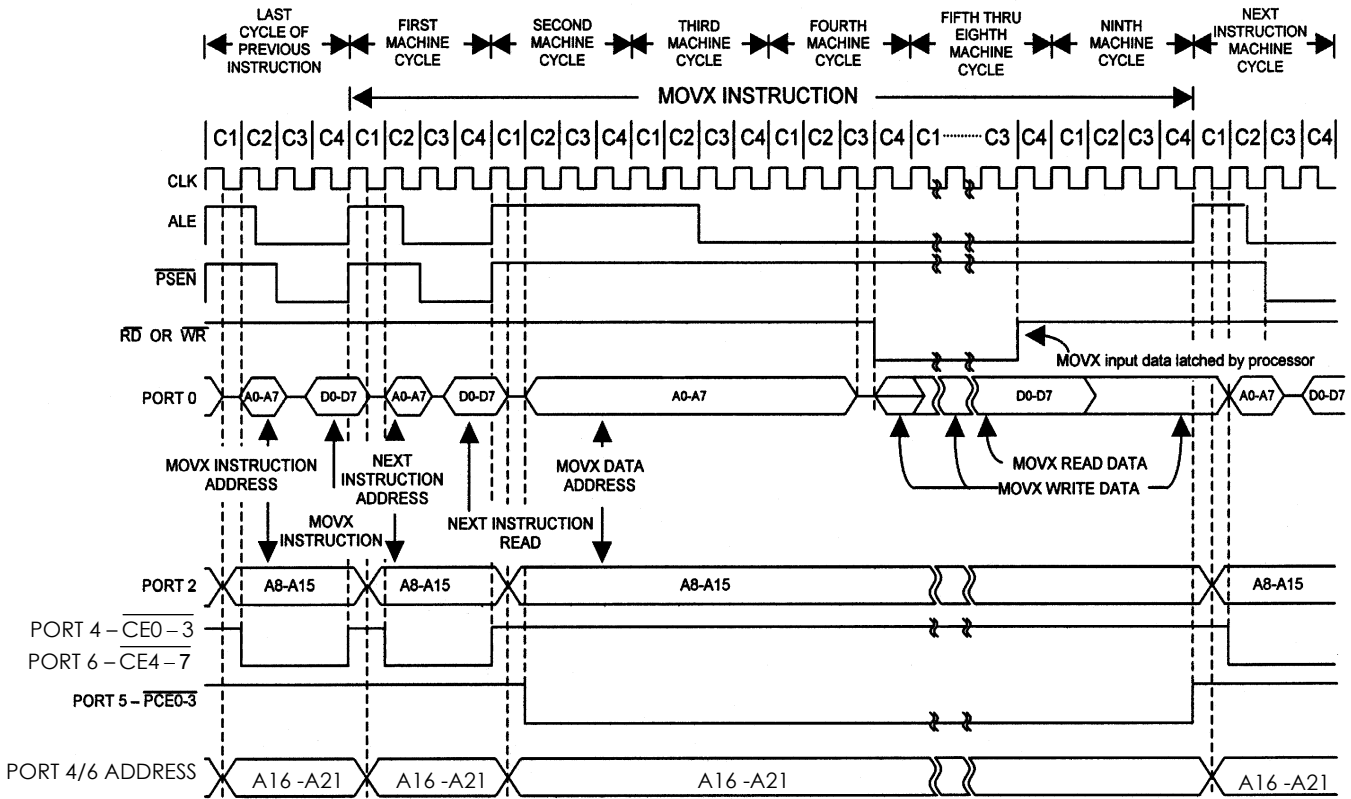 LAST CYCLE OF PREVIOUS INSTRUCTION
FIRST MACHINE CYCLE
SECOND MACHINE CYCLE
THIRD MACHINE CYCLE
FOURTH MACHINE CYCLE
FIFTH THRU EIGHTH MACHINE CYCLE
NINTH MACHINE CYCLE
NEXT INSTRUCTION MACHINE CYCLE
MOVX INSTRUCTION
C1 C2 C3 C4 C1 C2 C3 C4 C1 C2 C3 C4 C1 C2 C3 C4 C1 C2 C3 C4 C1 C3 C4 C1 C2 C3 C4 C1 C2 C3 C4
CLK
ALE
PSEN
RD OR WR
MOVX input data latched by processor
PORT 0 A0-A7 D0-D7 A0-A7 D0-D7 A0-A7 D0-D7 A0-A7 D0-D7
MOVX INSTRUCTION ADDRESS
NEXT INSTRUCTION ADDRESS
MOVX DATA ADDRESS
MOVX READ DATA
MOVX WRITE DATA
MOVX INSTRUCTION
NEXT INSTRUCTION READ
PORT 2 A8-A15 A8-A15 A8-A15 A8-A15
PORT 4 – CE0 – 3
PORT 6 – CE4 – 7
PORT 5 – PCE0-3
PORT 4/6 ADDRESS A16 -A21 A16 -A21 A16 -A21 A16 -A21